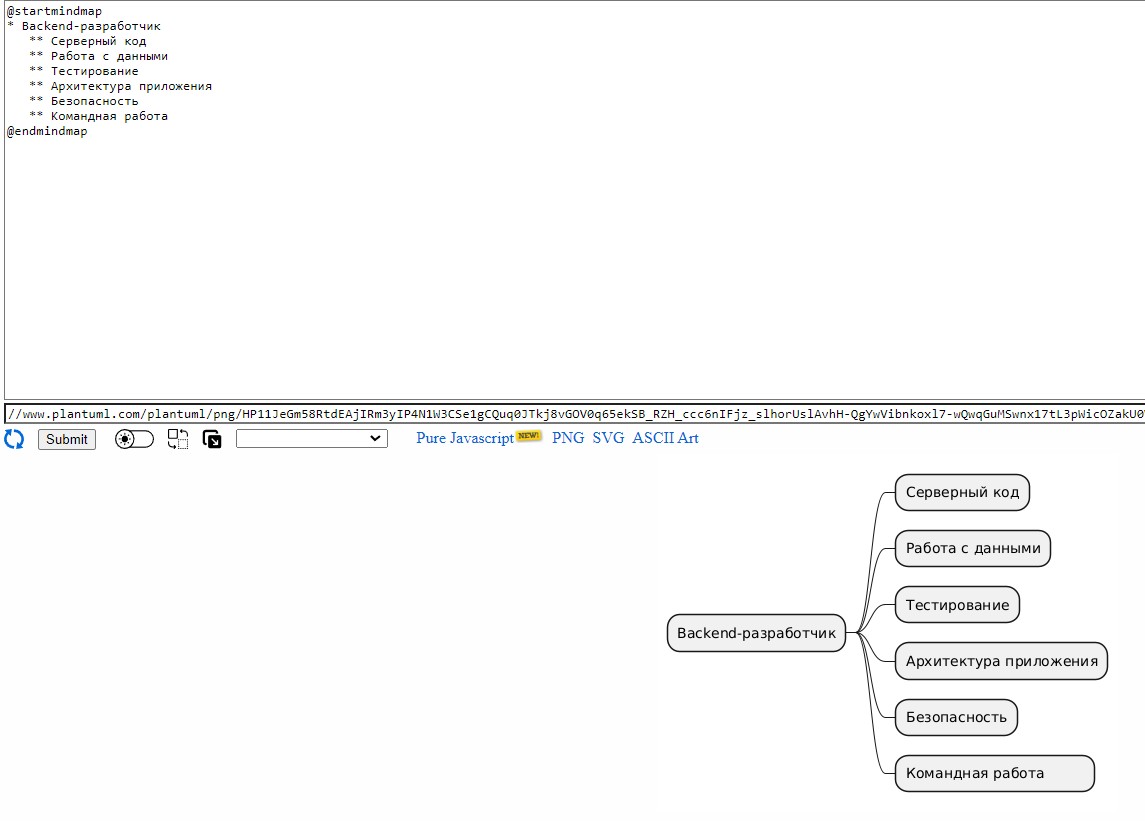 @startmindmap
* Backend-разработчик
** Серверный код
** Работа с данными
** Тестирование
** Архитектура приложения
** Безопасность
** Командная работа
@endmindmap
//www.plantuml.com/plantuml/png/HP11JeGm58RtdEAjIRm3yIP4N1W3CSe1gCQuq0JTkj8vGOV0q65ekSB_RZH_ccc6nIFjz_slhorUslAvhH-QgYwVibnkoxl7-wQwqGuMSwnx17tL3pWicOZakU0
Submit
Pure Javascript NEW! PNG SVG ASCII Art
Серверный код
Работа с данными
Тестирование
Backend-разработчик
Архитектура приложения
Безопасность
Командная работа